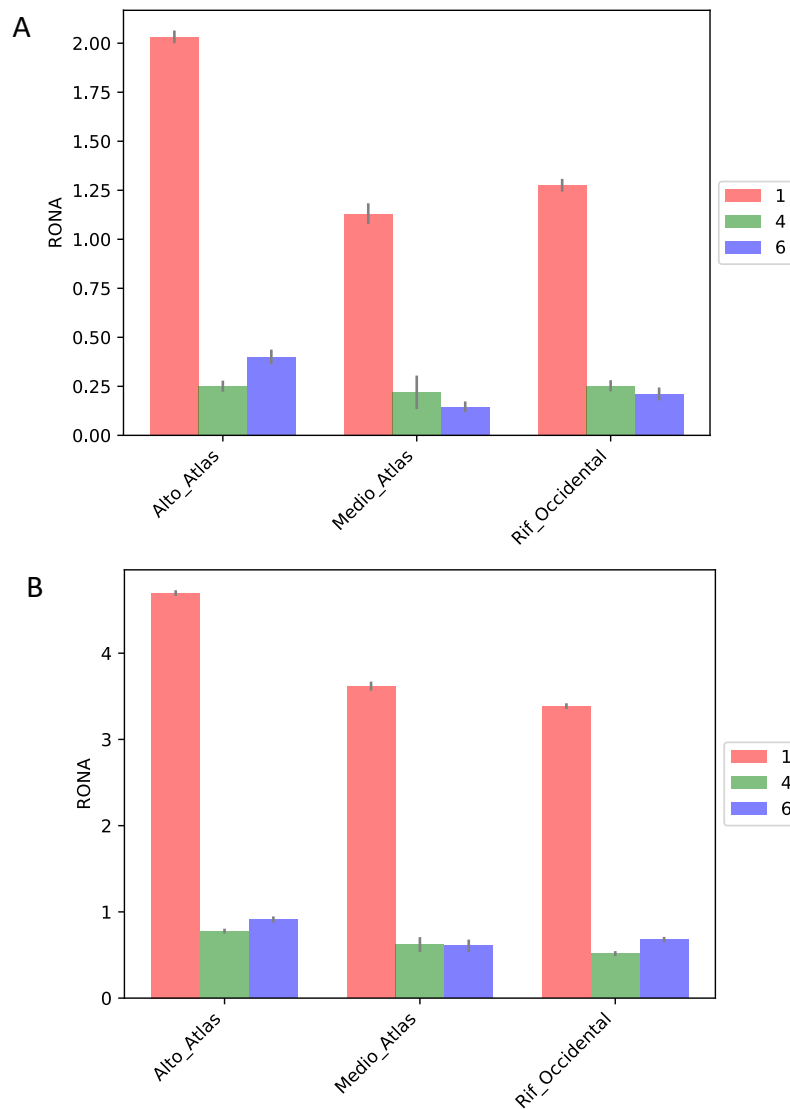 A
2.00
1.75
1.50
1.25
1.00
0.75
0.50
0.25
0.00
RONA
Alto_Atlas
Medio_Atlas
Rif_Occidental
1
4
6
B
4
3
2
1
0
RONA
Alto_Atlas
Medio_Atlas
Rif_Occidental
1
4
6